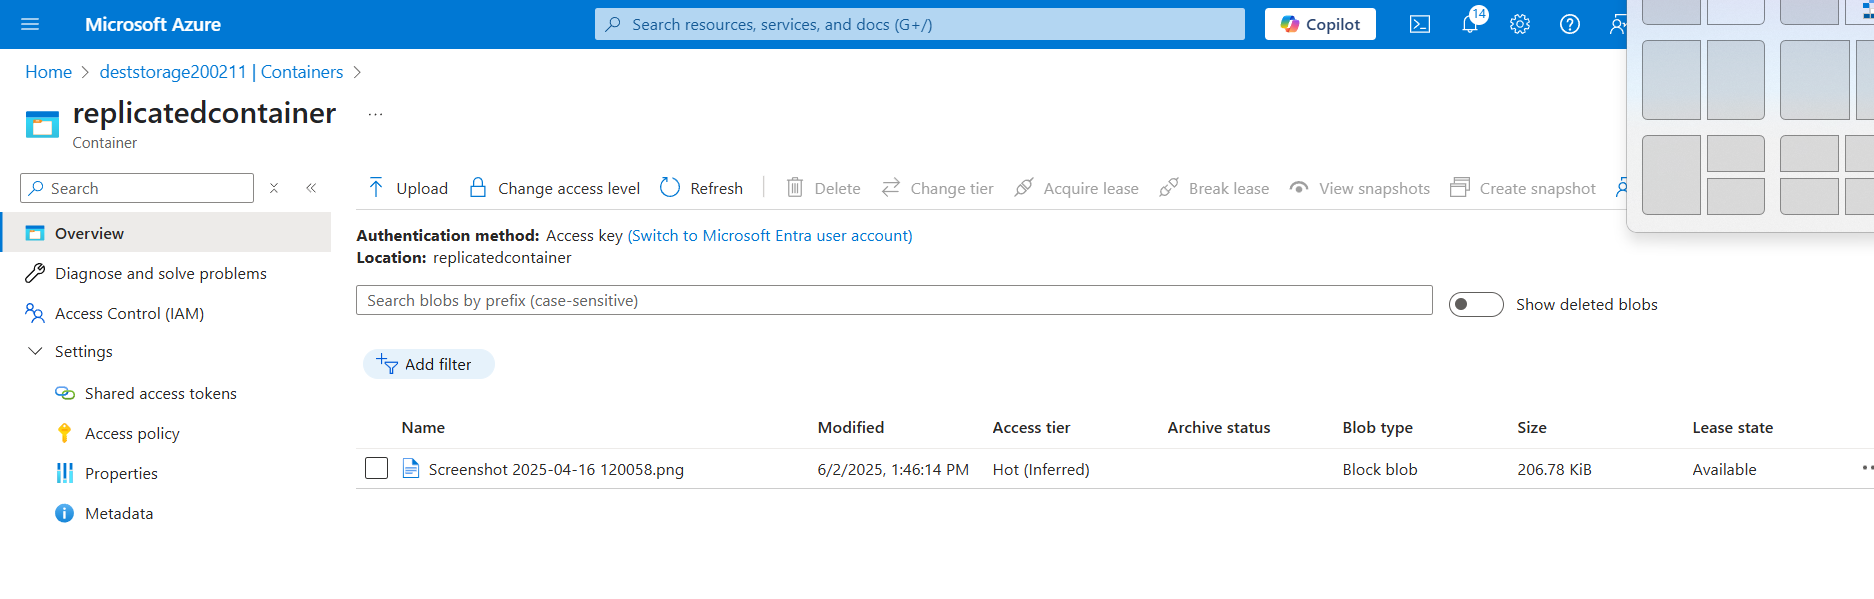 Microsoft Azure
Search resources, services, and docs (G+/)
Copilot
14
Home > deststorage200211 | Containers >
replicatedcontainer ...
Container
Search
Upload Change access level Refresh Delete Change tier Acquire lease Break lease View snapshots Create snapshot
Overview
Diagnose and solve problems
Access Control (IAM)
Settings
Shared access tokens
Access policy
Properties
Metadata
Authentication method: Access key (Switch to Microsoft Entra user account)
Location: replicatedcontainer
Search blobs by prefix (case-sensitive)
Show deleted blobs
Add filter
Name Modified Access tier Archive status Blob type Size Lease state
Screenshot 2025-04-16 120058.png 6/2/2025, 1:46:14 PM Hot (Inferred) Block blob 206.78 KiB Available